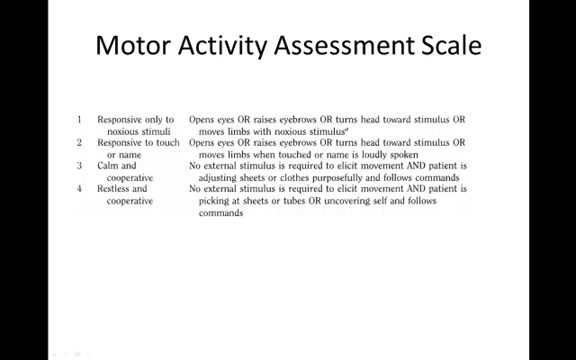 Motor Activity Assessment Scale
1 Responsive only to noxious stimuli Opens eyes OR raises eyebrows OR turns head toward stimulus OR moves limbs with noxious stimulusᵃ
2 Responsive to touch or name Opens eyes OR raises eyebrows OR turns head toward stimulus OR moves limbs when touched or name is loudly spoken
3 Calm and cooperative No external stimulus is required to elicit movement AND patient is adjusting sheets or clothes purposefully and follows commands
4 Restless and cooperative No external stimulus is required to elicit movement AND patient is picking at sheets or tubes OR uncovering self and follows commands